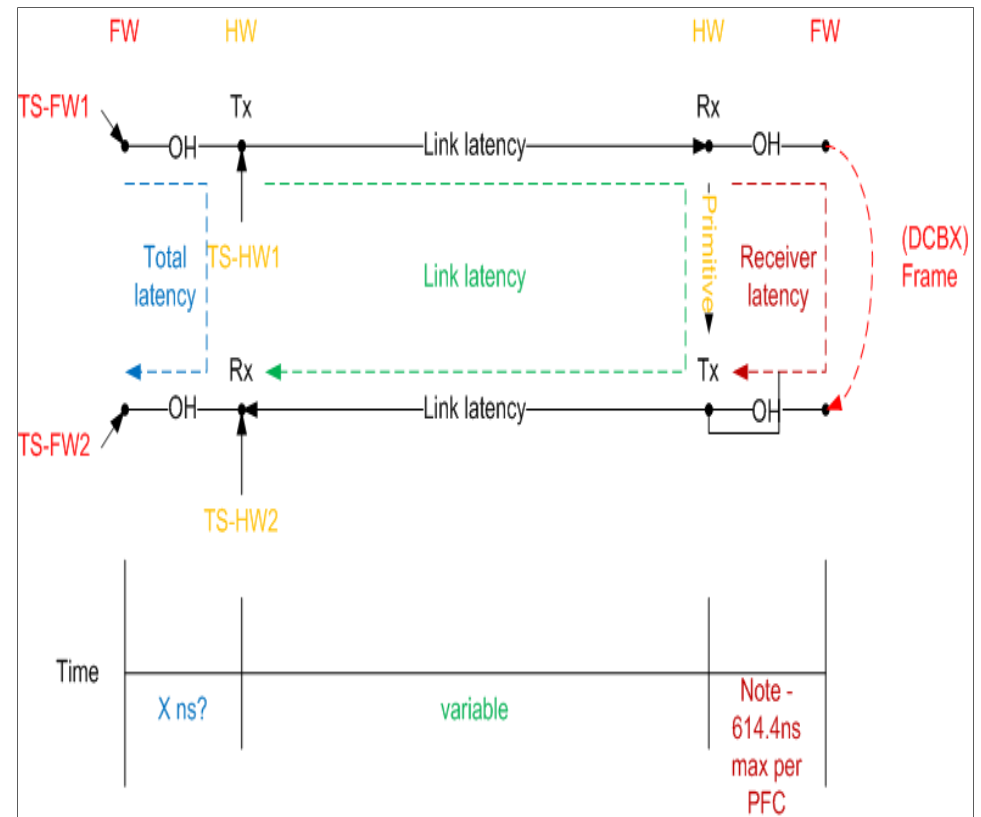 FW
HW
HW
FW
TS-FW1
Tx
Rx
OH
Link latency
OH
Primitive
Total
latency
TS-HW1
Link latency
Receiver
latency
(DCBX)
Frame
Rx
Tx
OH
Link latency
OH
TS-FW2
TS-HW2
Time
X ns?
variable
Note -
614.4ns
max per
PFC